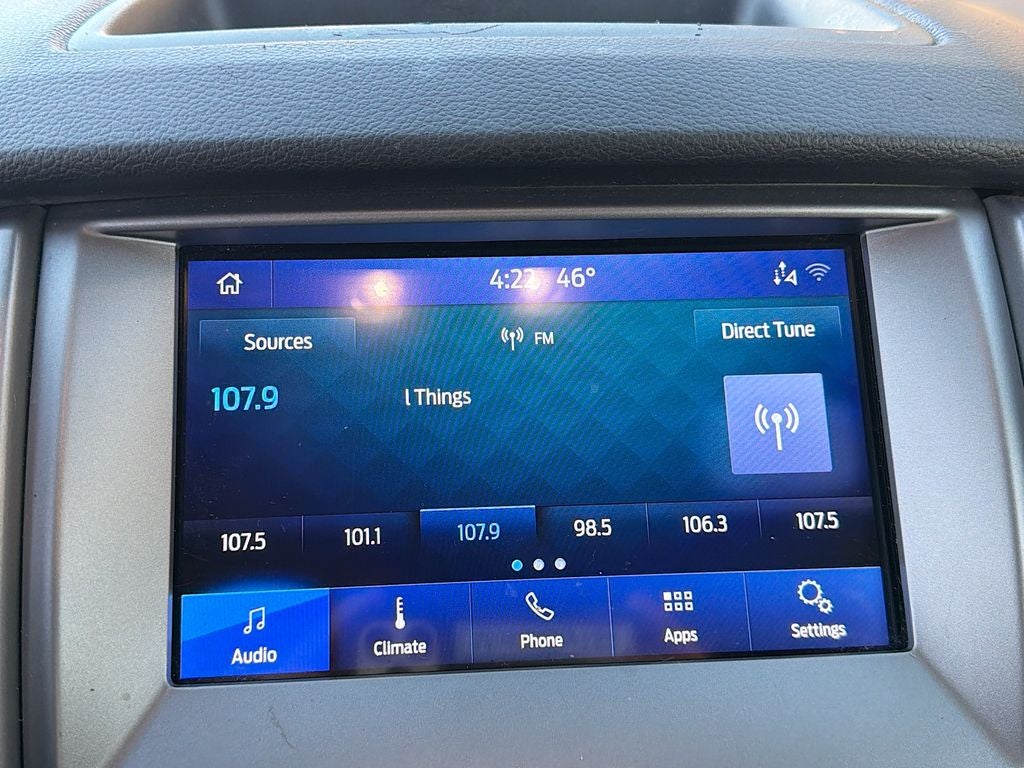 4:22 46°
Sources
FM
Direct Tune
107.9
l Things
107.5 101.1 107.9 98.5 106.3 107.5
Audio Climate Phone Apps Settings